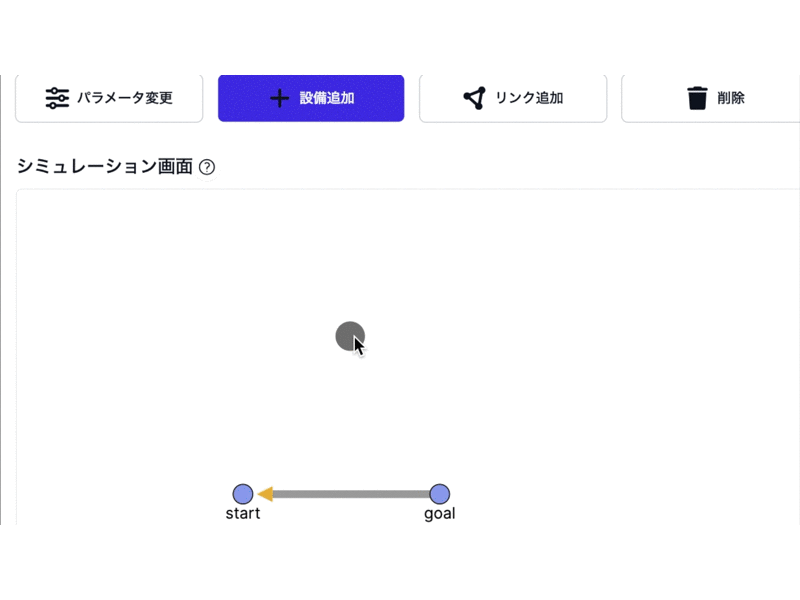 パラメータ変更
設備追加
リンク追加
削除
シミュレーション画面 ?
start
goal